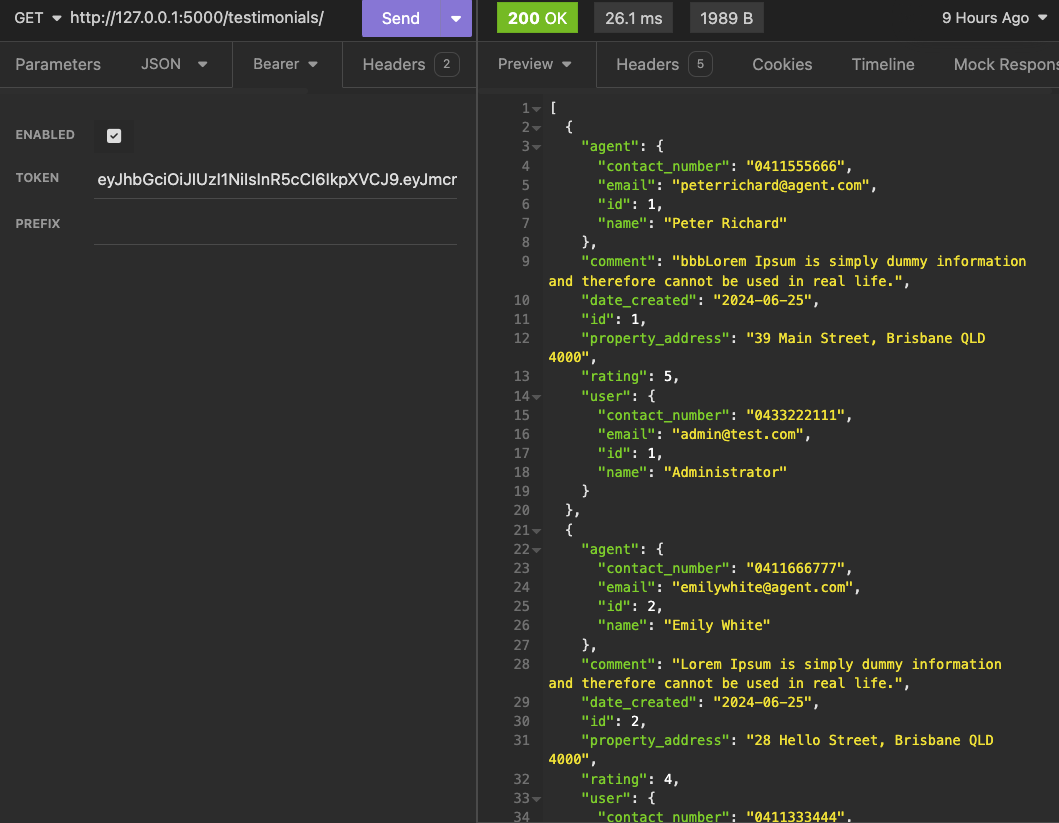 GET http://127.0.0.1:5000/testimonials/ Send 200 OK 26.1 ms 1989 B 9 Hours Ago
Parameters JSON Bearer Headers 2 Preview Headers 5 Cookies Timeline Mock Respons
ENABLED
TOKEN eyJhbGciOiJIUzI1NiIsInR5cCI6IkpXVCJ9.eyJmcr
PREFIX
1 [
2 {
3 "agent": {
4 "contact_number": "0411555666",
5 "email": "peterrichard@agent.com",
6 "id": 1,
7 "name": "Peter Richard"
8 },
9 "comment": "bbbLorem Ipsum is simply dummy information
and therefore cannot be used in real life.",
10 "date_created": "2024-06-25",
11 "id": 1,
12 "property_address": "39 Main Street, Brisbane QLD
4000",
13 "rating": 5,
14 "user": {
15 "contact_number": "0433222111",
16 "email": "admin@test.com",
17 "id": 1,
18 "name": "Administrator"
19 }
20 },
21 {
22 "agent": {
23 "contact_number": "0411666777",
24 "email": "emilywhite@agent.com",
25 "id": 2,
26 "name": "Emily White"
27 },
28 "comment": "Lorem Ipsum is simply dummy information
and therefore cannot be used in real life.",
29 "date_created": "2024-06-25",
30 "id": 2,
31 "property_address": "28 Hello Street, Brisbane QLD
4000",
32 "rating": 4,
33 "user": {
34 "contact_number": "0411333444",